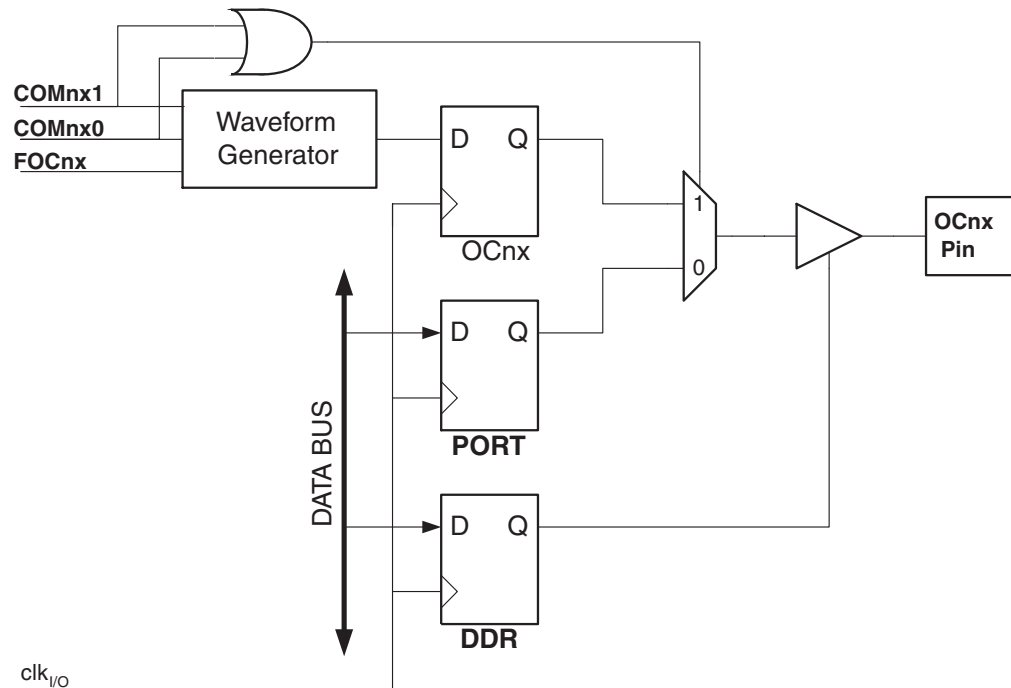 COMnx1
COMnx0
FOCnx
Waveform
Generator
D Q
OCnx
1
0
OCnx
Pin
D Q
PORT
D Q
DDR
DATA BUS
clkI/O